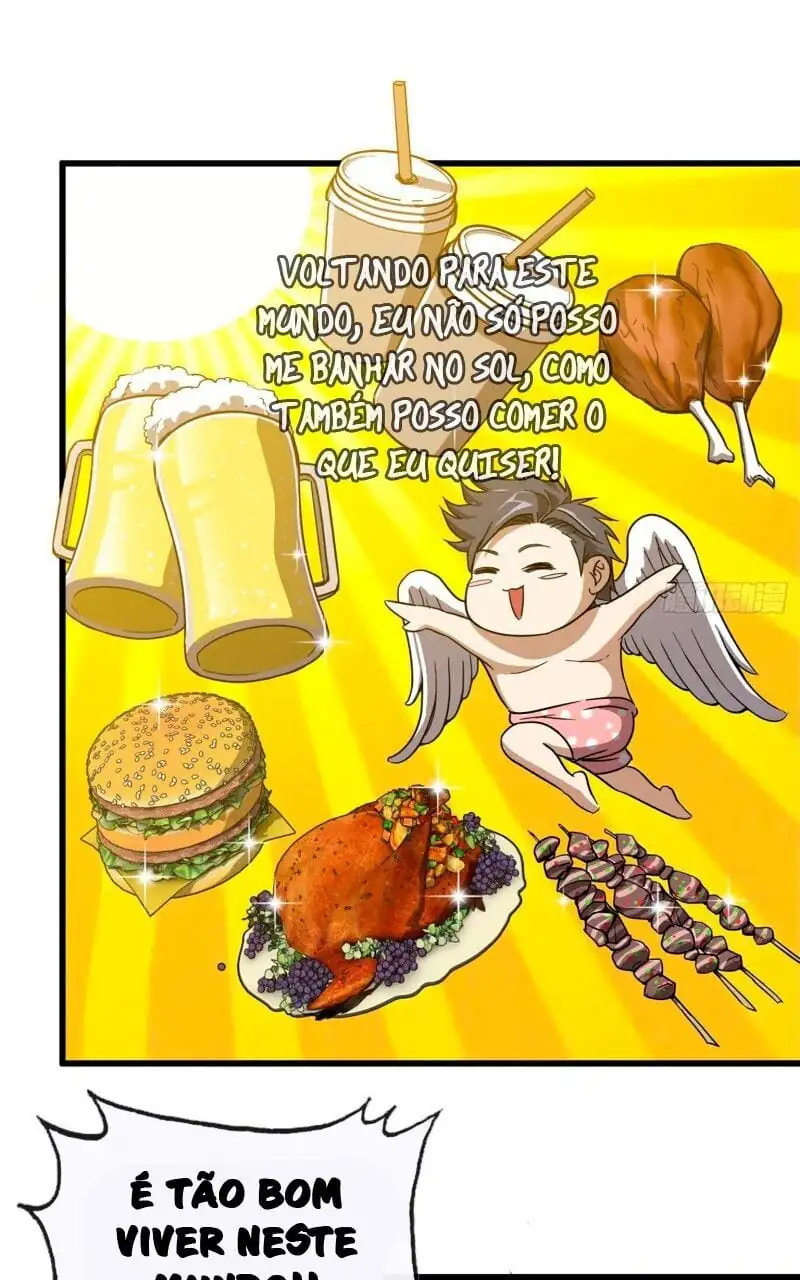 VOLTANDO PARA ESTE
MUNDO, EU NÃO SÓ POSSO
ME BANHAR NO SOL, COMO
TAMBÉM POSSO COMER O
QUE EU QUISER!
É TÃO BOM
VIVER NESTE